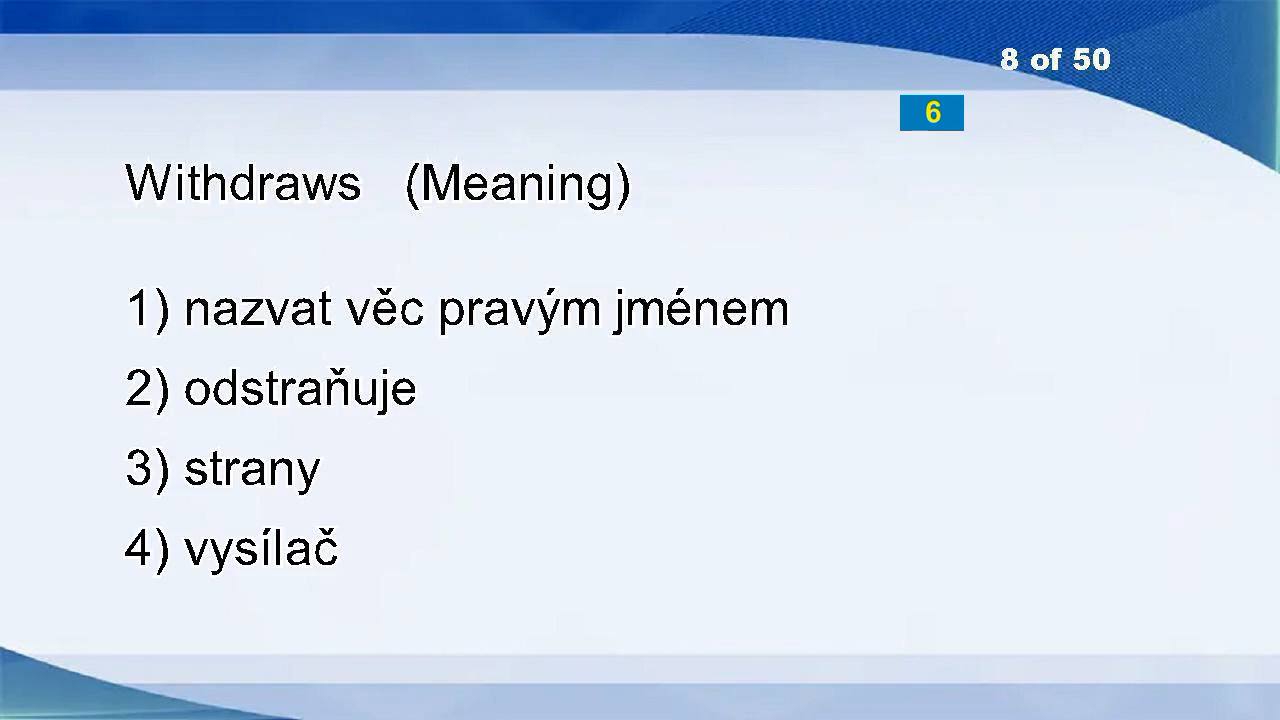 8 of 50
6
Withdraws (Meaning)
1) nazvat věc pravým jménem
2) odstraňuje
3) strany
4) vysílač